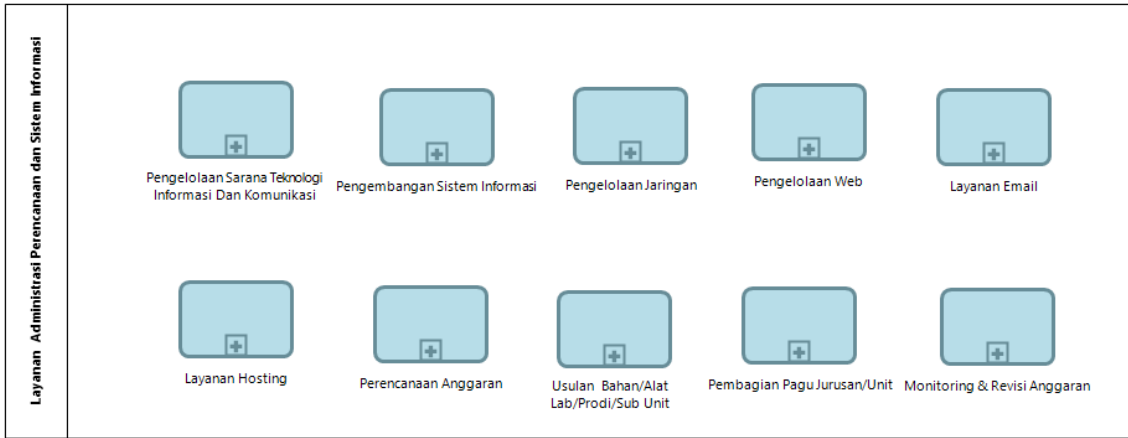 Layanan Administrasi Perencanaan dan Sistem Informasi
Pengelolaan Sarana Teknologi
Informasi Dan Komunikasi
Pengembangan Sistem Informasi
Pengelolaan Jaringan
Pengelolaan Web
Layanan Email
Layanan Hosting
Perencanaan Anggaran
Usulan Bahan/Alat
Lab/Prodi/Sub Unit
Pembagian Pagu Jurusan/Unit
Monitoring & Revisi Anggaran